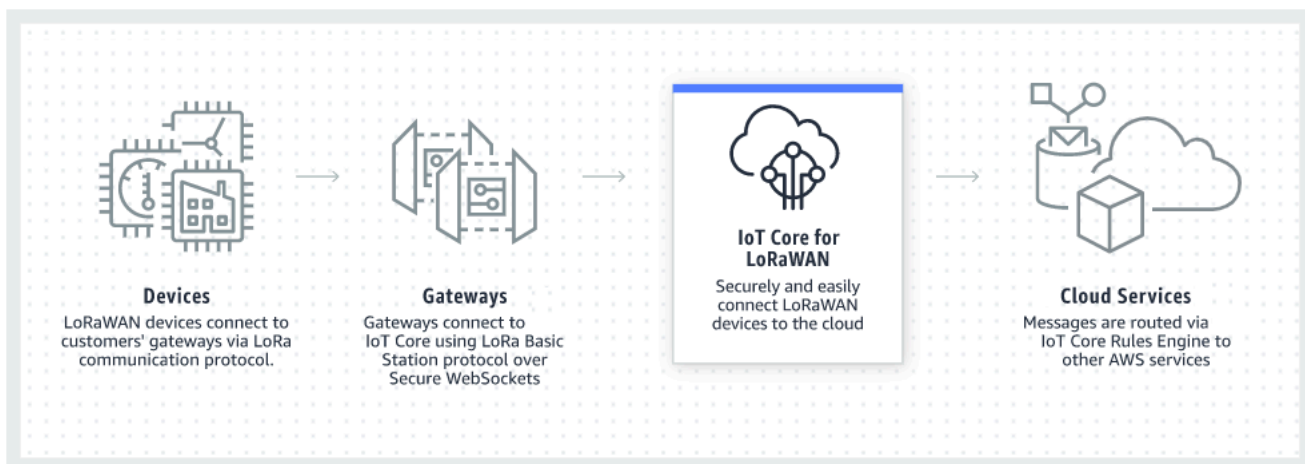 Devices
LoRaWAN devices connect to
customers' gateways via LoRa
communication protocol.
Gateways
Gateways connect to
IoT Core using LoRa Basic
Station protocol over
Secure WebSockets
IoT Core for
LoRaWAN
Securely and easily
connect LoRaWAN
devices to the cloud
Cloud Services
Messages are routed via
IoT Core Rules Engine to
other AWS services